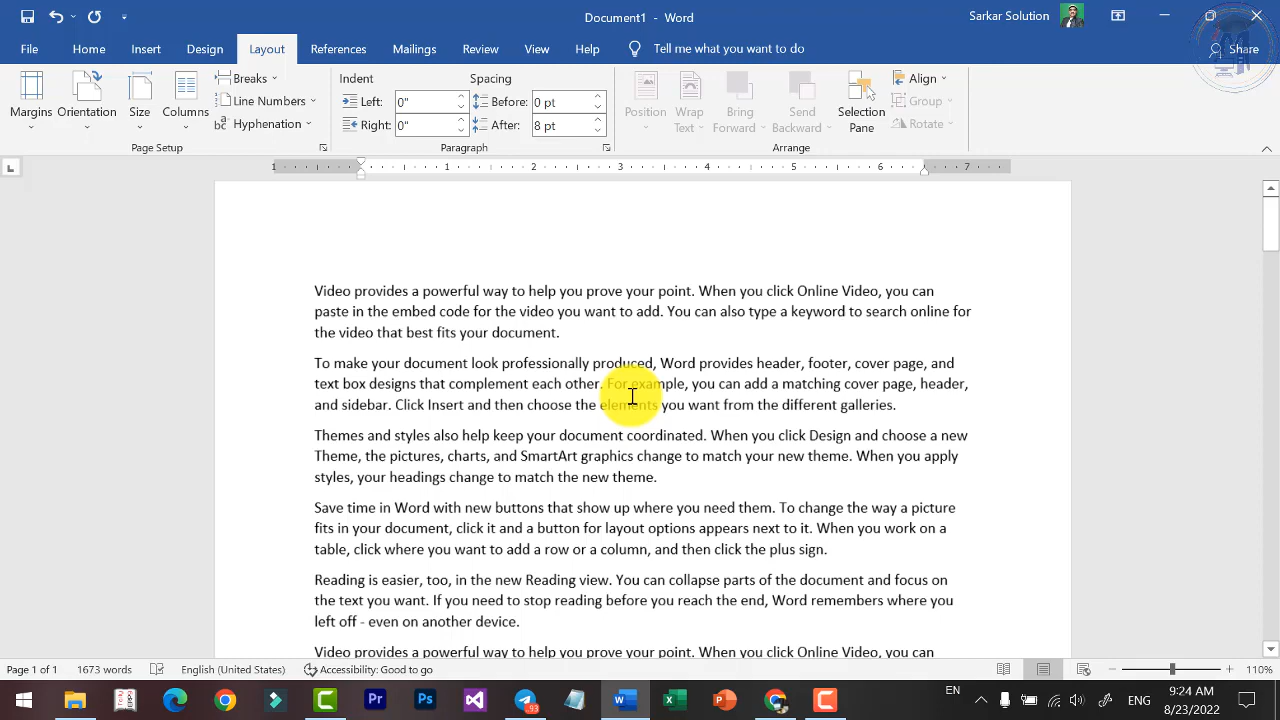 Document1 - Word
Sarkar Solution
File Home Insert Design Layout References Mailings Review View Help Tell me what you want to do Share
Margins
Orientation
Size
Columns
Breaks
Line Numbers
Hyphenation
Page Setup
Indent
Left: 0"
Right: 0"
Spacing
Before: 0 pt
After: 8 pt
Paragraph
Position
Wrap
Text
Bring
Forward
Send
Backward
Selection
Pane
Align
Group
Rotate
Arrange
1 1 2 3 4 5 6 7
Video provides a powerful way to help you prove your point. When you click Online Video, you can
paste in the embed code for the video you want to add. You can also type a keyword to search online for
the video that best fits your document.
To make your document look professionally produced, Word provides header, footer, cover page, and
text box designs that complement each other. For example, you can add a matching cover page, header,
and sidebar. Click Insert and then choose the elements you want from the different galleries.
Themes and styles also help keep your document coordinated. When you click Design and choose a new
Theme, the pictures, charts, and SmartArt graphics change to match your new theme. When you apply
styles, your headings change to match the new theme.
Save time in Word with new buttons that show up where you need them. To change the way a picture
fits in your document, click it and a button for layout options appears next to it. When you work on a
table, click where you want to add a row or a column, and then click the plus sign.
Reading is easier, too, in the new Reading view. You can collapse parts of the document and focus on
the text you want. If you need to stop reading before you reach the end, Word remembers where you
left off - even on another device.
Video provides a powerful way to help you prove your point. When you click Online Video, you can
Page 1 of 1 1673 words English (United States) Accessibility: Good to go 110%
Pr Ps 93 EN ENG
9:24 AM
8/23/2022